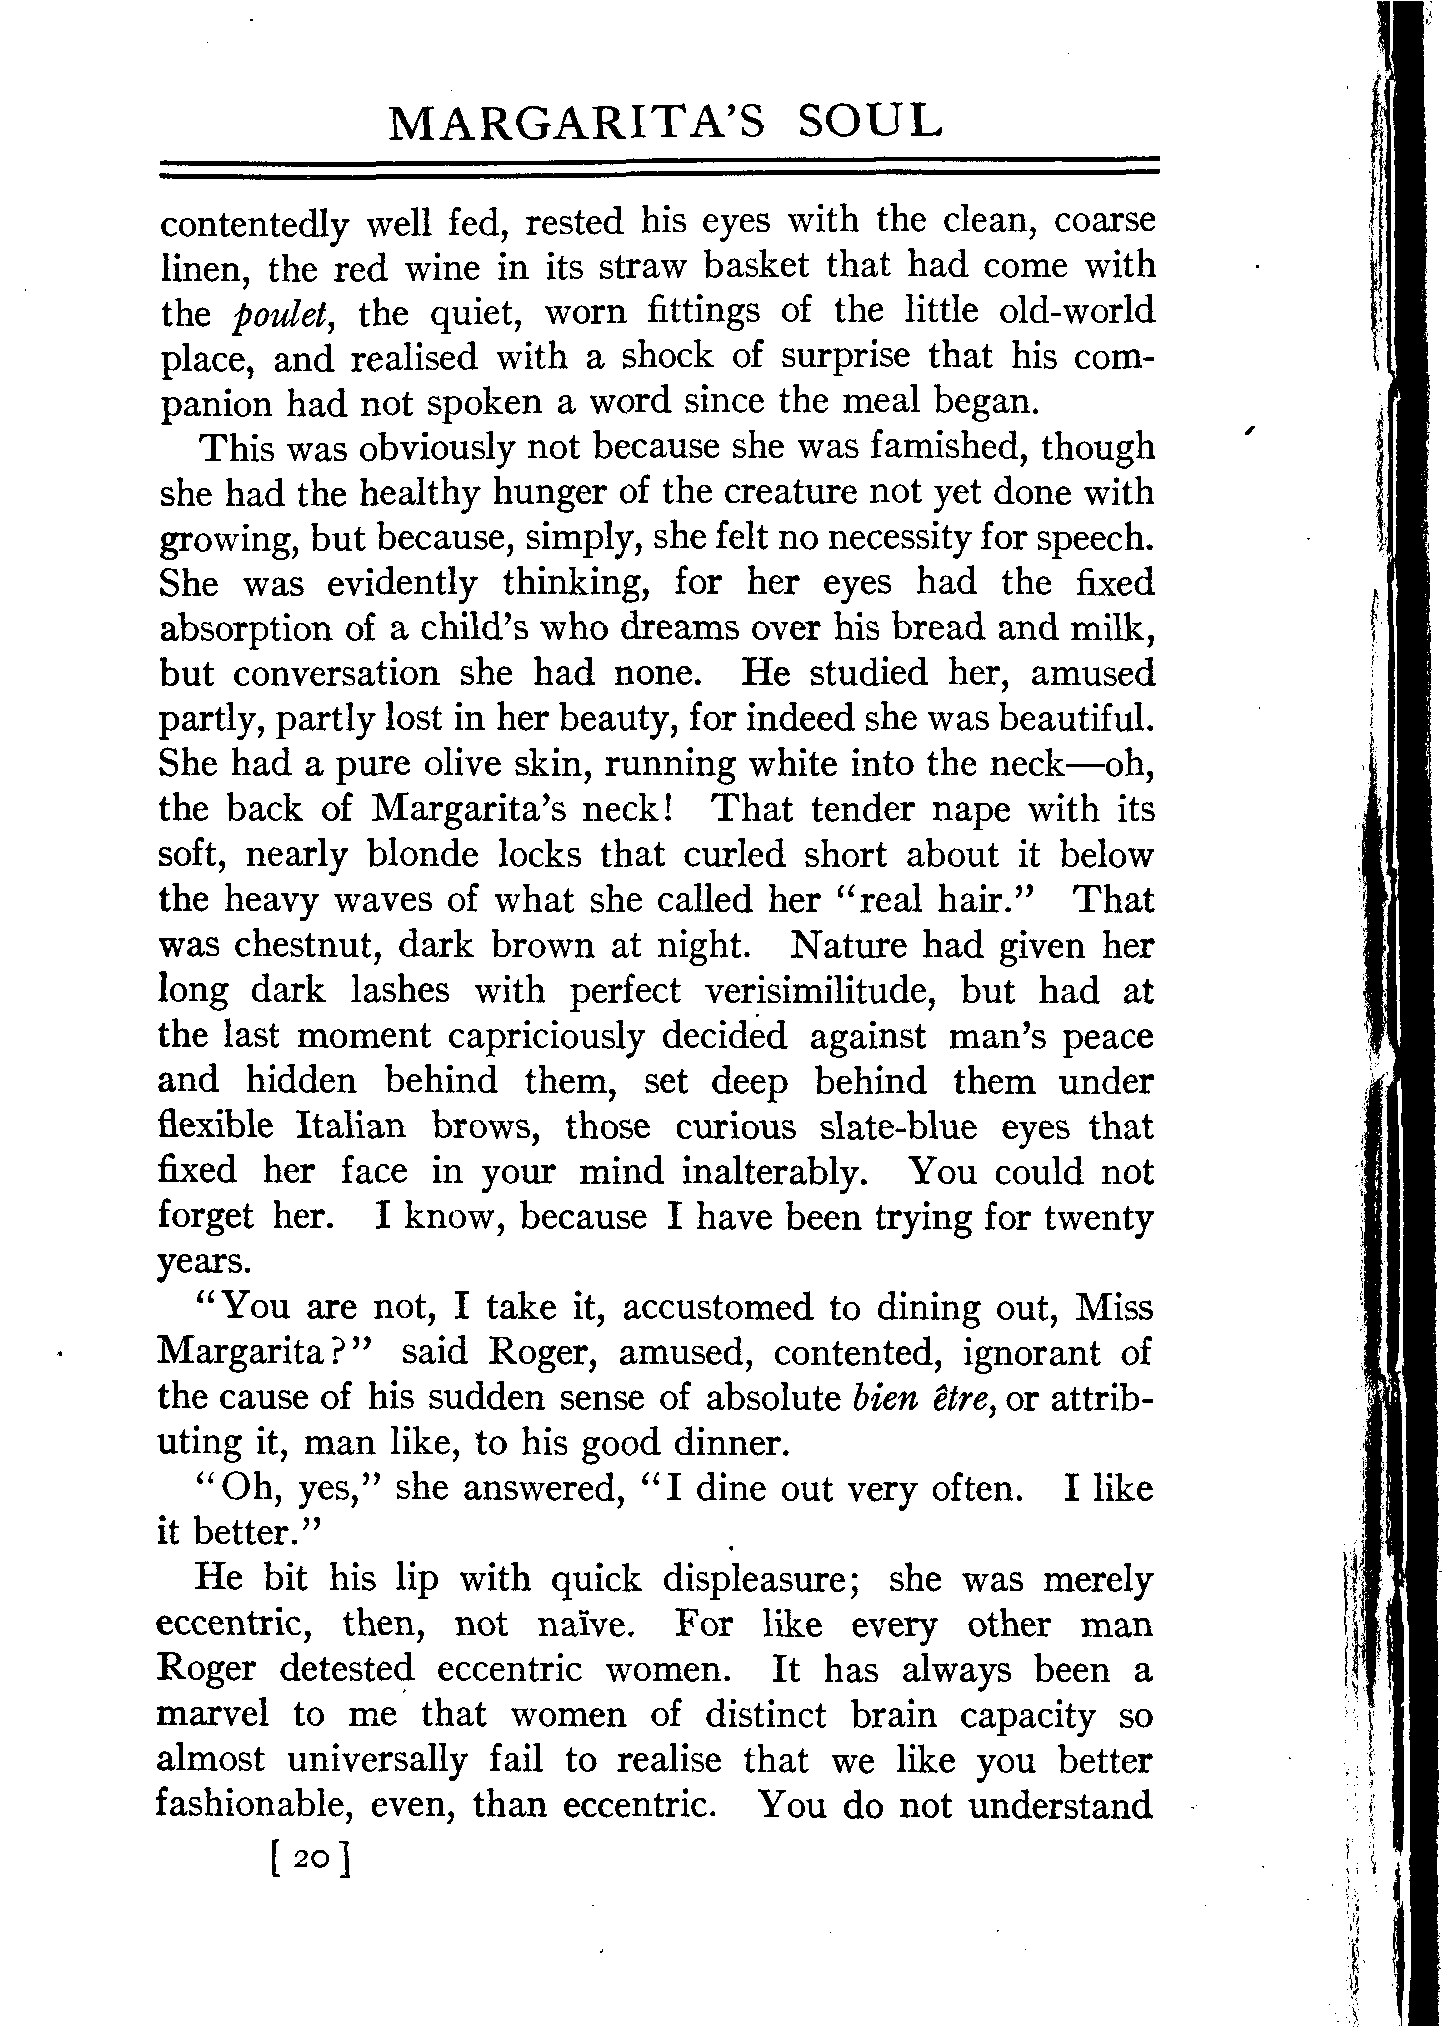 MARGARITA'S SOUL
contentedly well fed, rested his eyes with the clean, coarse
linen, the red wine in its straw basket that had come with
the poulet, the quiet, worn fittings of the little old-world
place, and realised with a shock of surprise that his com-
panion had not spoken a word since the meal began.
This was obviously not because she was famished, though
she had the healthy hunger of the creature not yet done with
growing, but because, simply, she felt no necessity for speech.
She was evidently thinking, for her eyes had the fixed
absorption of a child's who dreams over his bread and milk,
but conversation she had none. He studied her, amused
partly, partly lost in her beauty, for indeed she was beautiful.
She had a pure olive skin, running white into the neck—oh,
the back of Margarita's neck! That tender nape with its
soft, nearly blonde locks that curled short about it below
the heavy waves of what she called her "real hair." That
was chestnut, dark brown at night. Nature had given her
long dark lashes with perfect verisimilitude, but had at
the last moment capriciously decided against man's peace
and hidden behind them, set deep behind them under
flexible Italian brows, those curious slate-blue eyes that
fixed her face in your mind inalterably. You could not
forget her. I know, because I have been trying for twenty
years.
"You are not, I take it, accustomed to dining out, Miss
Margarita?" said Roger, amused, contented, ignorant of
the cause of his sudden sense of absolute bien être, or attrib-
uting it, man like, to his good dinner.
"Oh, yes," she answered, "I dine out very often. I like
it better."
He bit his lip with quick displeasure; she was merely
eccentric, then, not naïve. For like every other man
Roger detested eccentric women. It has always been a
marvel to me that women of distinct brain capacity so
almost universally fail to realise that we like you better
fashionable, even, than eccentric. You do not understand
[ 20 ]